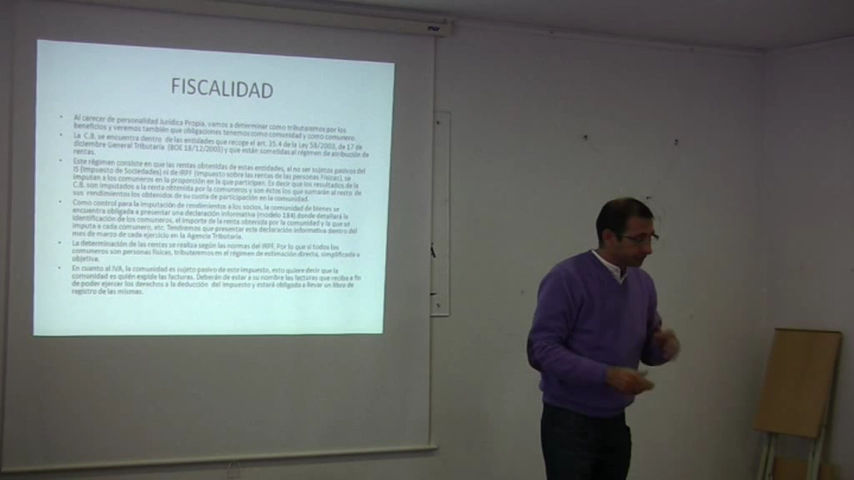 FISCALIDAD
• Al carecer de personalidad Jurídica Propia, vamos a determinar como tributaremos por los
beneficios y veremos también que obligaciones tenemos como comunidad y como comunero.
• La C.B. se encuentra dentro de las entidades que recoge el art. 35.4 de la Ley 58/2003, de 17 de
diciembre General Tributaria (BOE 18/12/2003) y que están sometidas al régimen de atribución de
rentas.
• Este régimen consiste en que las rentas obtenidas de estas entidades, al no ser sujetos pasivos del
IS (Impuesto de Sociedades) ni de IRPF (Impuesto sobre las rentas de las personas Físicas), se
imputan a los comuneros en la proporción en la que participen. Es decir que los resultados de la
C.B. son imputados a la renta obtenida por la comuneros y son éstos los que sumarán al resto de
sus rendimientos los obtenidos de su cuota de participación en la comunidad.
• Como control para la imputación de rendimientos a los socios, la comunidad de bienes se
encuentra obligada a presentar una declaración informativa (modelo 184) donde detallará la
identificación de los comuneros, el importe de la renta obtenida por la comunidad y la que se
imputa a cada comunero, etc. Tendremos que presentar esta declaración informativa dentro del
mes de marzo de cada ejercicio en la Agencia Tributaria.
• La determinación de las rentas se realiza según las normas del IRPF. Por lo que si todos los
comuneros son personas físicas, tributaremos en el régimen de estimación directa, simplificada u
objetiva.
• En cuanto al IVA, la comunidad es sujeto pasivo de este impuesto, esto quiere decir que la
comunidad es quién expide las facturas. Deberán de estar a su nombre las facturas que reciba a fin
de poder ejercer los derechos a la deducción del impuesto y estará obligado a llevar un libro de
registro de las mismas.